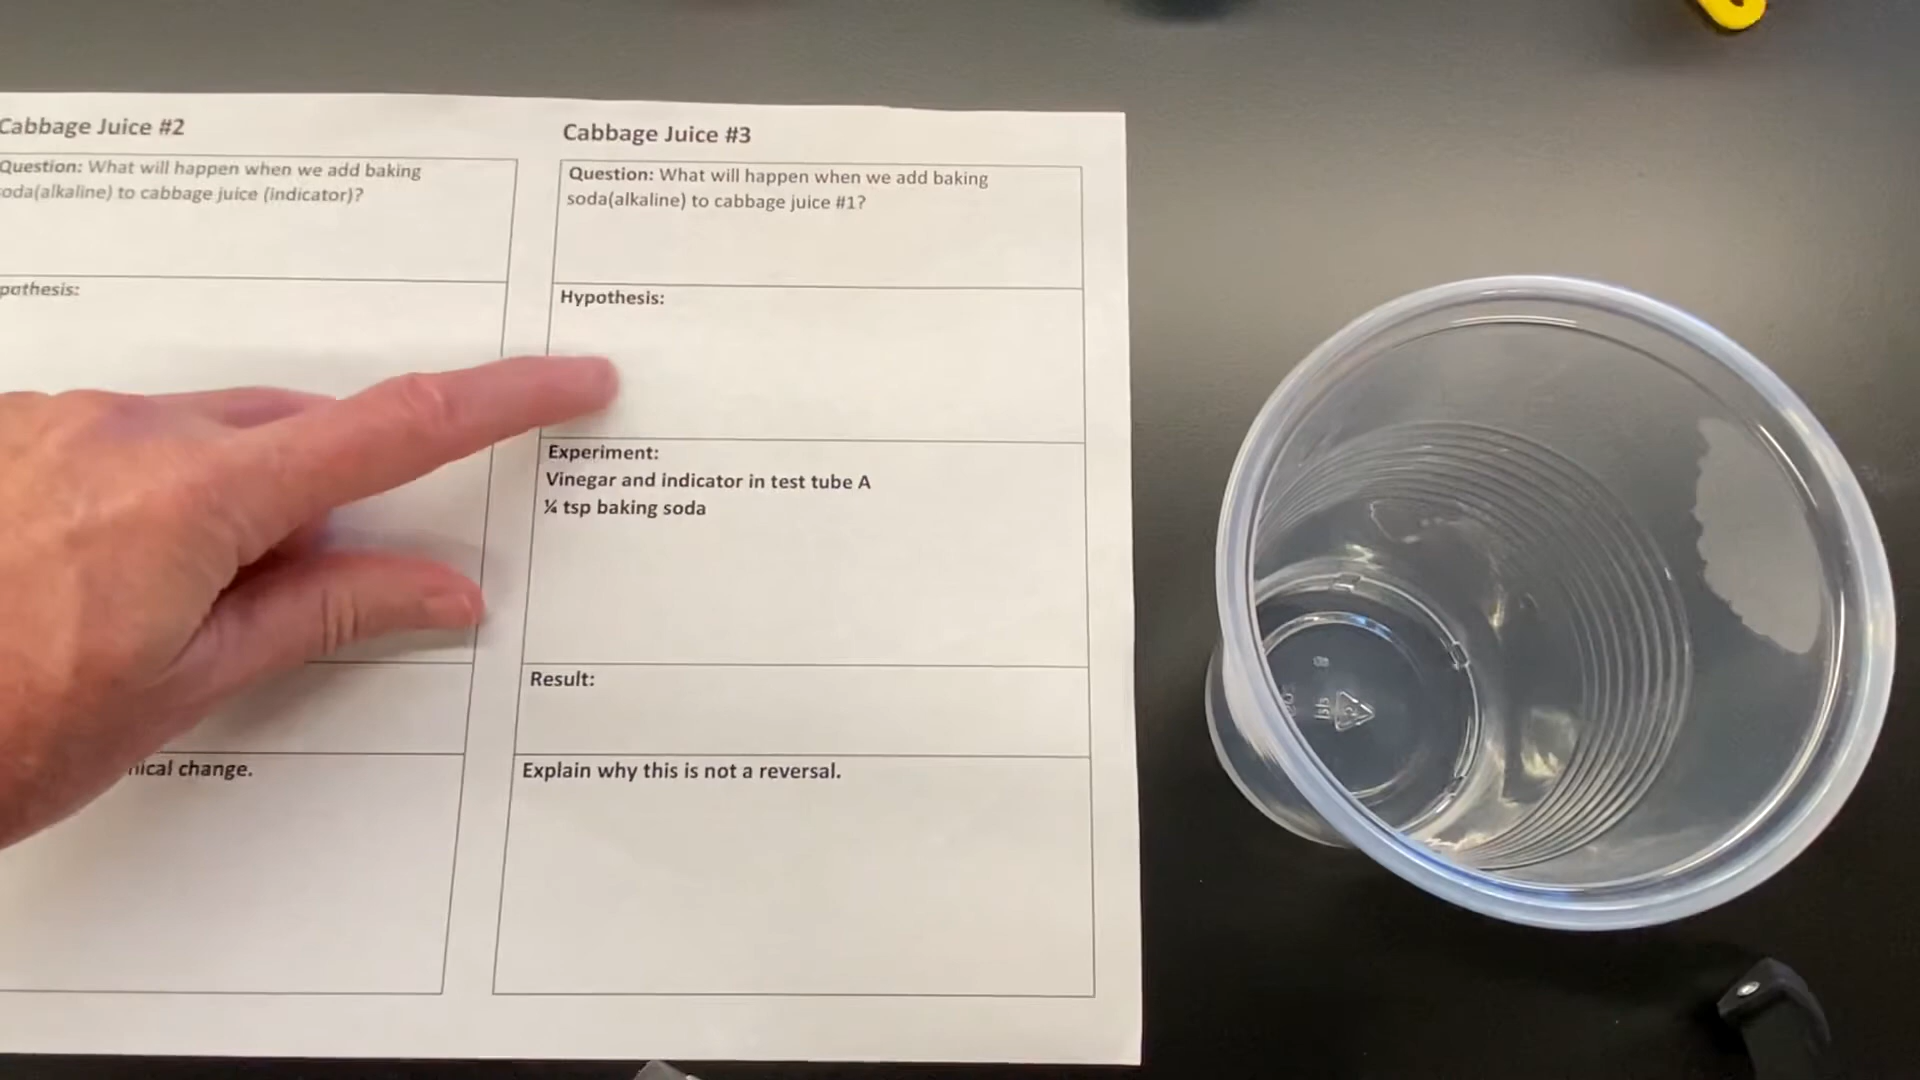 Cabbage Juice #2
Question: What will happen when we add baking
soda(alkaline) to cabbage juice (indicator)?
pothesis:
nical change.
Cabbage Juice #3
Question: What will happen when we add baking
soda(alkaline) to cabbage juice #1?
Hypothesis:
Experiment:
Vinegar and indicator in test tube A
¼ tsp baking soda
Result:
Explain why this is not a reversal.